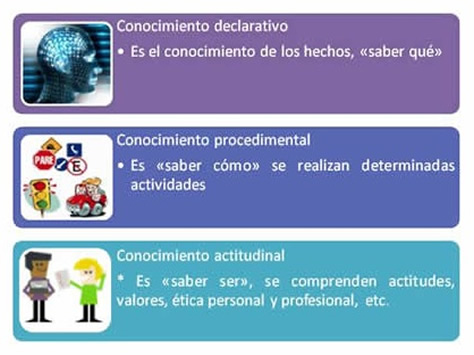 Conocimiento declarativo
• Es el conocimiento de los hechos, «saber qué»
Conocimiento procedimental
• Es «saber cómo» se realizan determinadas
actividades
PARE
E
Conocimiento actitudinal
* Es «saber ser», se comprenden actitudes,
valores, ética personal y profesional, etc.